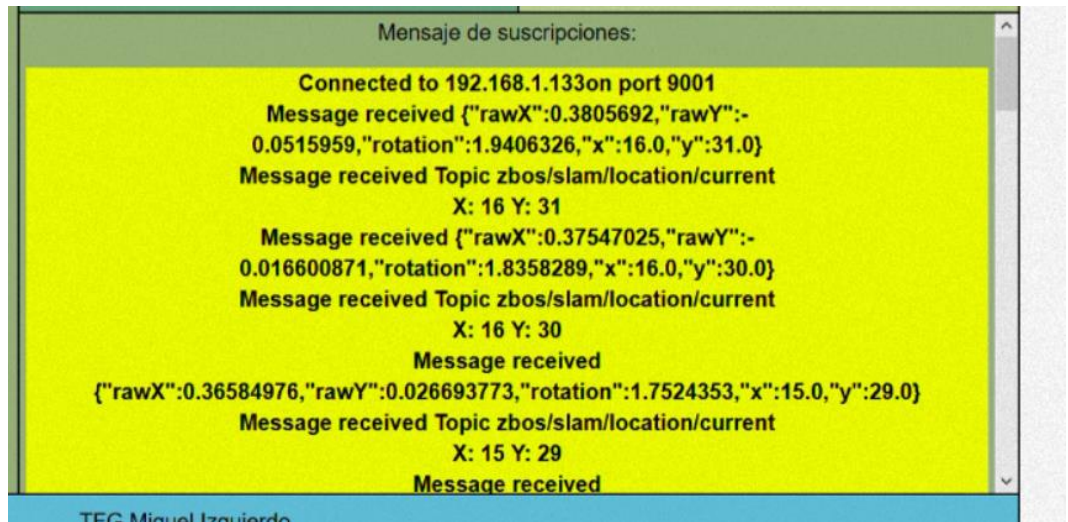 Mensaje de suscripciones:
Connected to 192.168.1.133on port 9001
Message received {"rawX":0.3805692,"rawY":-
0.0515959,"rotation":1.9406326,"x":16.0,"y":31.0}
Message received Topic zbos/slam/location/current
X: 16 Y: 31
Message received {"rawX":0.37547025,"rawY":-
0.016600871,"rotation":1.8358289,"x":16.0,"y":30.0}
Message received Topic zbos/slam/location/current
X: 16 Y: 30
Message received
{"rawX":0.36584976,"rawY":0.026693773,"rotation":1.7524353,"x":15.0,"y":29.0}
Message received Topic zbos/slam/location/current
X: 15 Y: 29
Message received
TFG Miguel Izquierdo